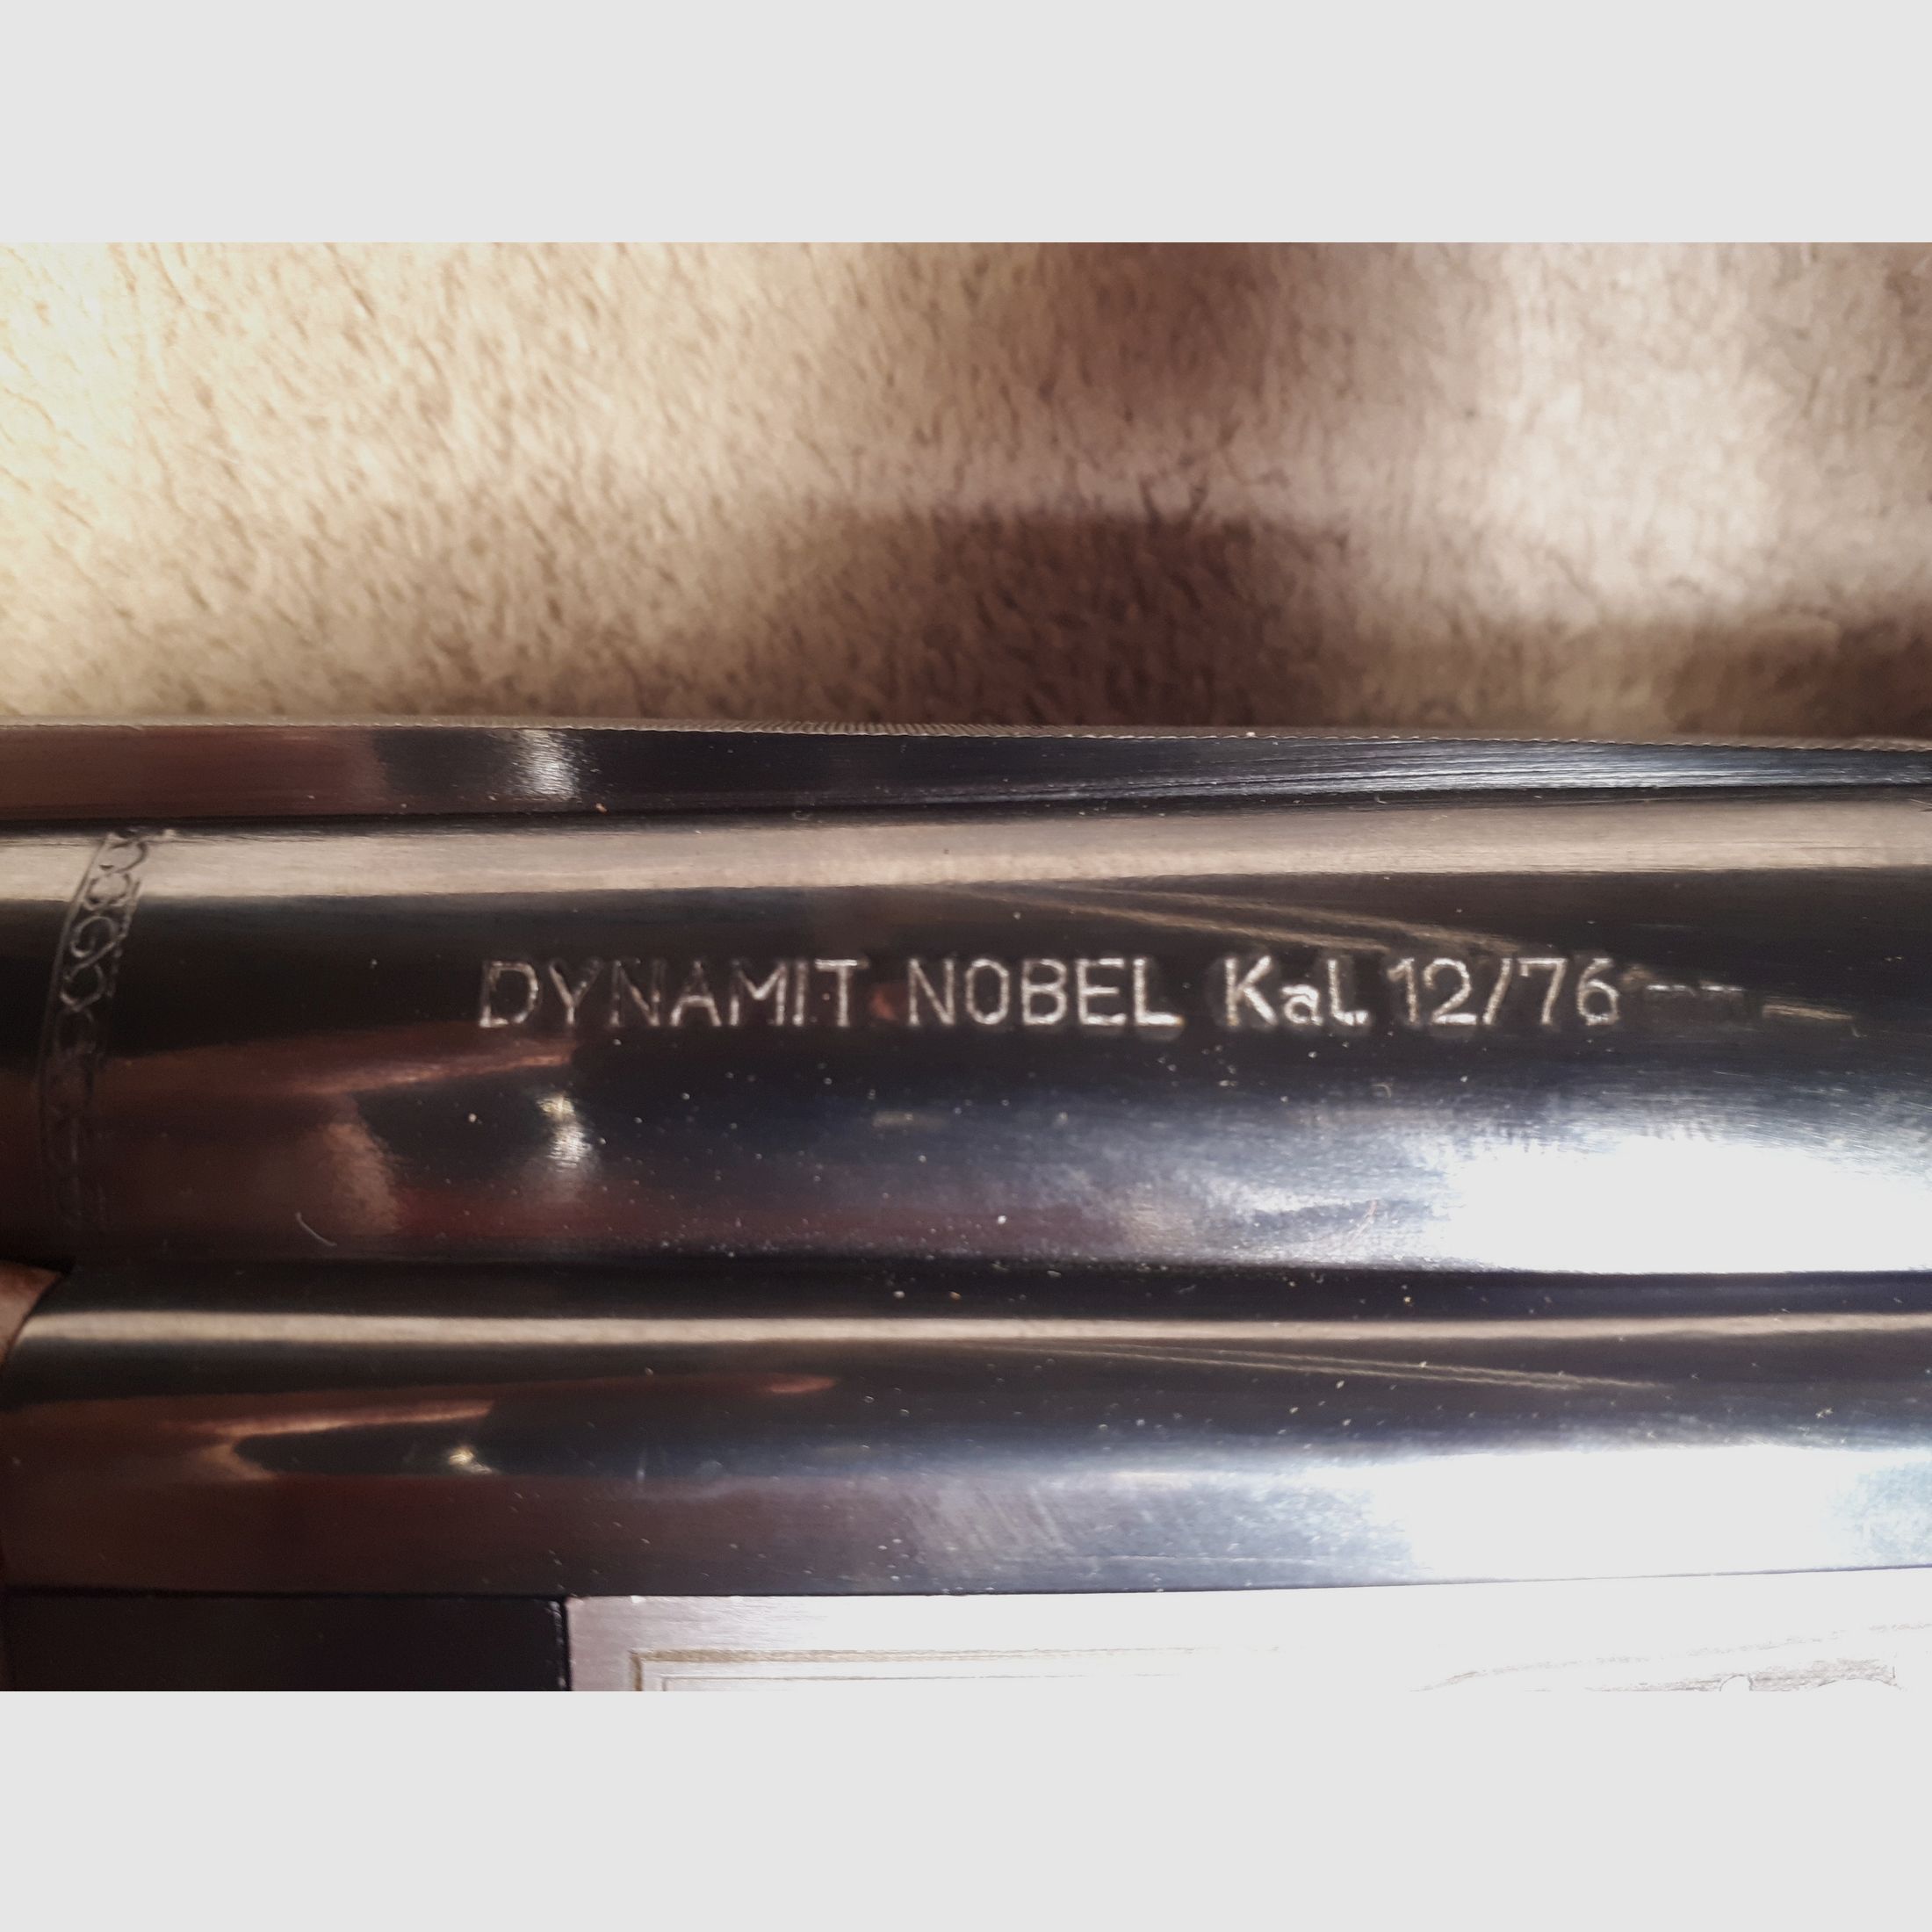 DYNAMIT NOBEL Kal. 12/76